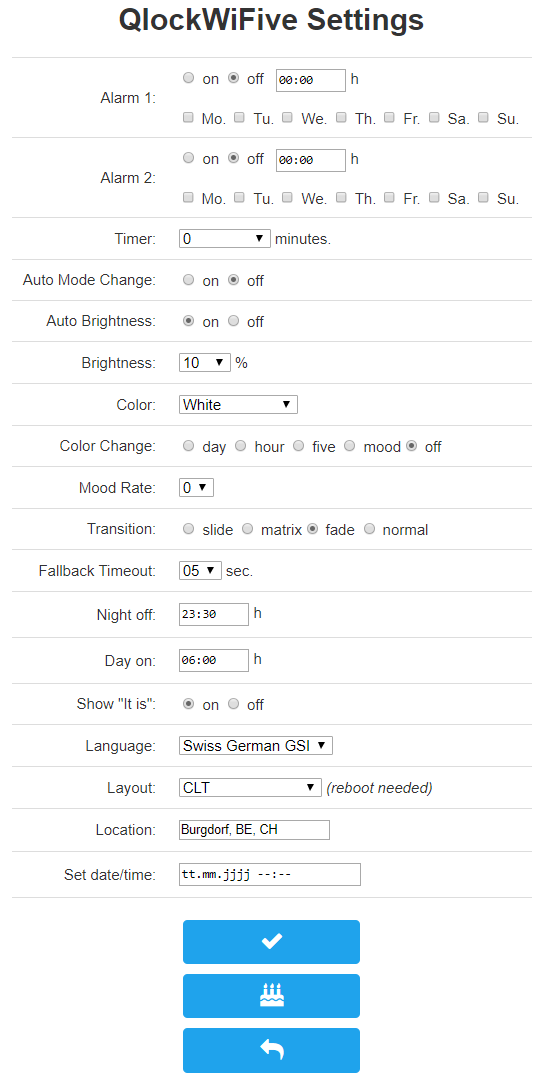 QlockWiFive Settings
Alarm 1: on off 00:00 h
Mo. Tu. We. Th. Fr. Sa. Su.
Alarm 2: on off 00:00 h
Mo. Tu. We. Th. Fr. Sa. Su.
Timer: 0 minutes.
Auto Mode Change: on off
Auto Brightness: on off
Brightness: 10 %
Color: White
Color Change: day hour five mood off
Mood Rate: 0
Transition: slide matrix fade normal
Fallback Timeout: 05 sec.
Night off: 23:30 h
Day on: 06:00 h
Show "It is": on off
Language: Swiss German GSI
Layout: CLT (reboot needed)
Location: Burgdorf, BE, CH
Set date/time: tt.mm.jjjj --:--